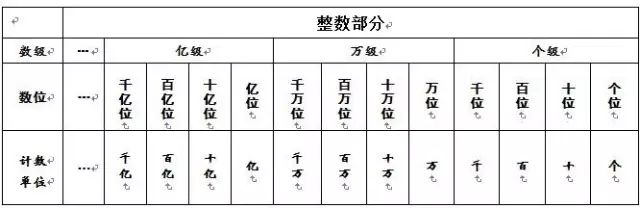 整数部分
数级 … 亿级 万级 个级
数位 … 千亿位 百亿位 十亿位 亿位 千万位 百万位 十万位 万位 千位 百位 十位 个位
计数单位 … 千亿 百亿 十亿 亿 千万 百万 十万 万 千 百 十 个